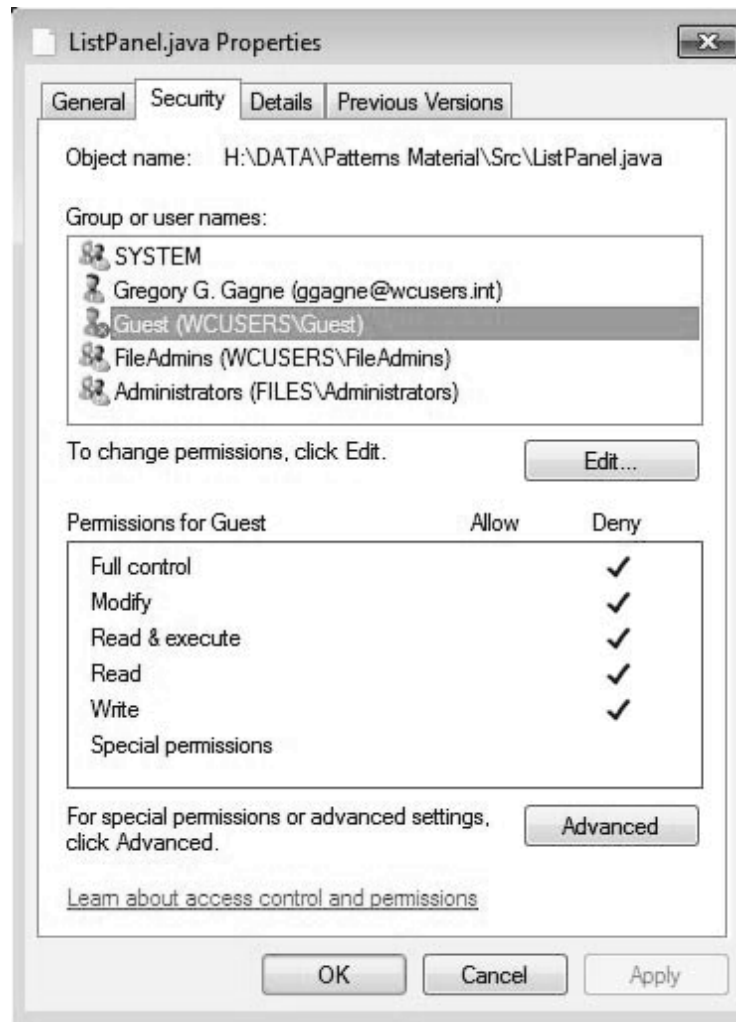 ListPanel.java Properties
General Security Details Previous Versions
Object name: H:\DATA\Patterns Material\Src\ListPanel.java
Group or user names:
SYSTEM
Gregory G. Gagne (ggagne@wcusers.int)
Guest (WCUSERS\Guest)
FileAdmins (WCUSERS\FileAdmins)
Administrators (FILES\Administrators)
To change permissions, click Edit. Edit...
Permissions for Guest Allow Deny
Full control
Modify
Read & execute
Read
Write
Special permissions
For special permissions or advanced settings,
click Advanced. Advanced
Learn about access control and permissions
OK Cancel Apply